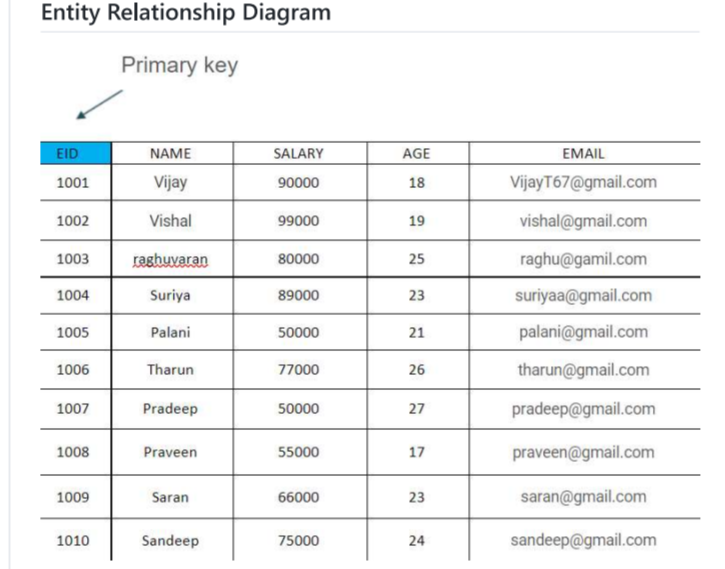 Entity Relationship Diagram
Primary key
EID NAME SALARY AGE EMAIL
1001 Vijay 90000 18 VijayT67@gmail.com
1002 Vishal 99000 19 vishal@gmail.com
1003 raghuvaran 80000 25 raghu@gamil.com
1004 Suriya 89000 23 suriyaa@gmail.com
1005 Palani 50000 21 palani@gmail.com
1006 Tharun 77000 26 tharun@gmail.com
1007 Pradeep 50000 27 pradeep@gmail.com
1008 Praveen 55000 17 praveen@gmail.com
1009 Saran 66000 23 saran@gmail.com
1010 Sandeep 75000 24 sandeep@gmail.com